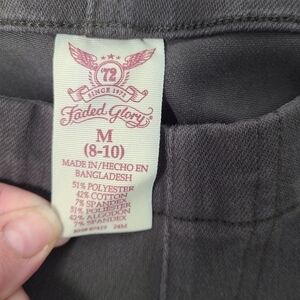 '72
SINCE 1972
Faded Glory
M
(8-10)
MADE IN/HECHO EN
BANGLADESH
51% POLYESTER
42% COTTON
7% SPANDEX
51% POLIESTER
42% ALGODON
7% SPANDEX
24M